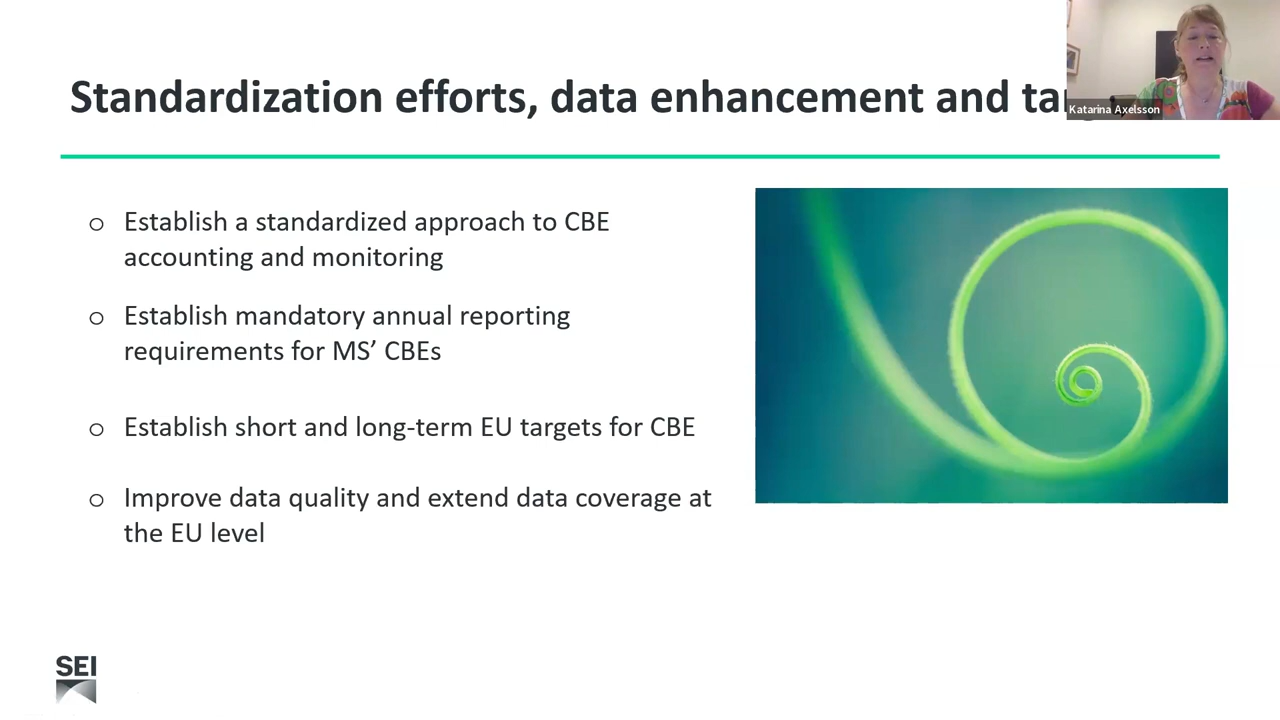 Standardization efforts, data enhancement and
Katarina Axelsson
o Establish a standardized approach to CBE
accounting and monitoring
o Establish mandatory annual reporting
requirements for MS’ CBEs
o Establish short and long-term EU targets for CBE
o Improve data quality and extend data coverage at
the EU level
SEI